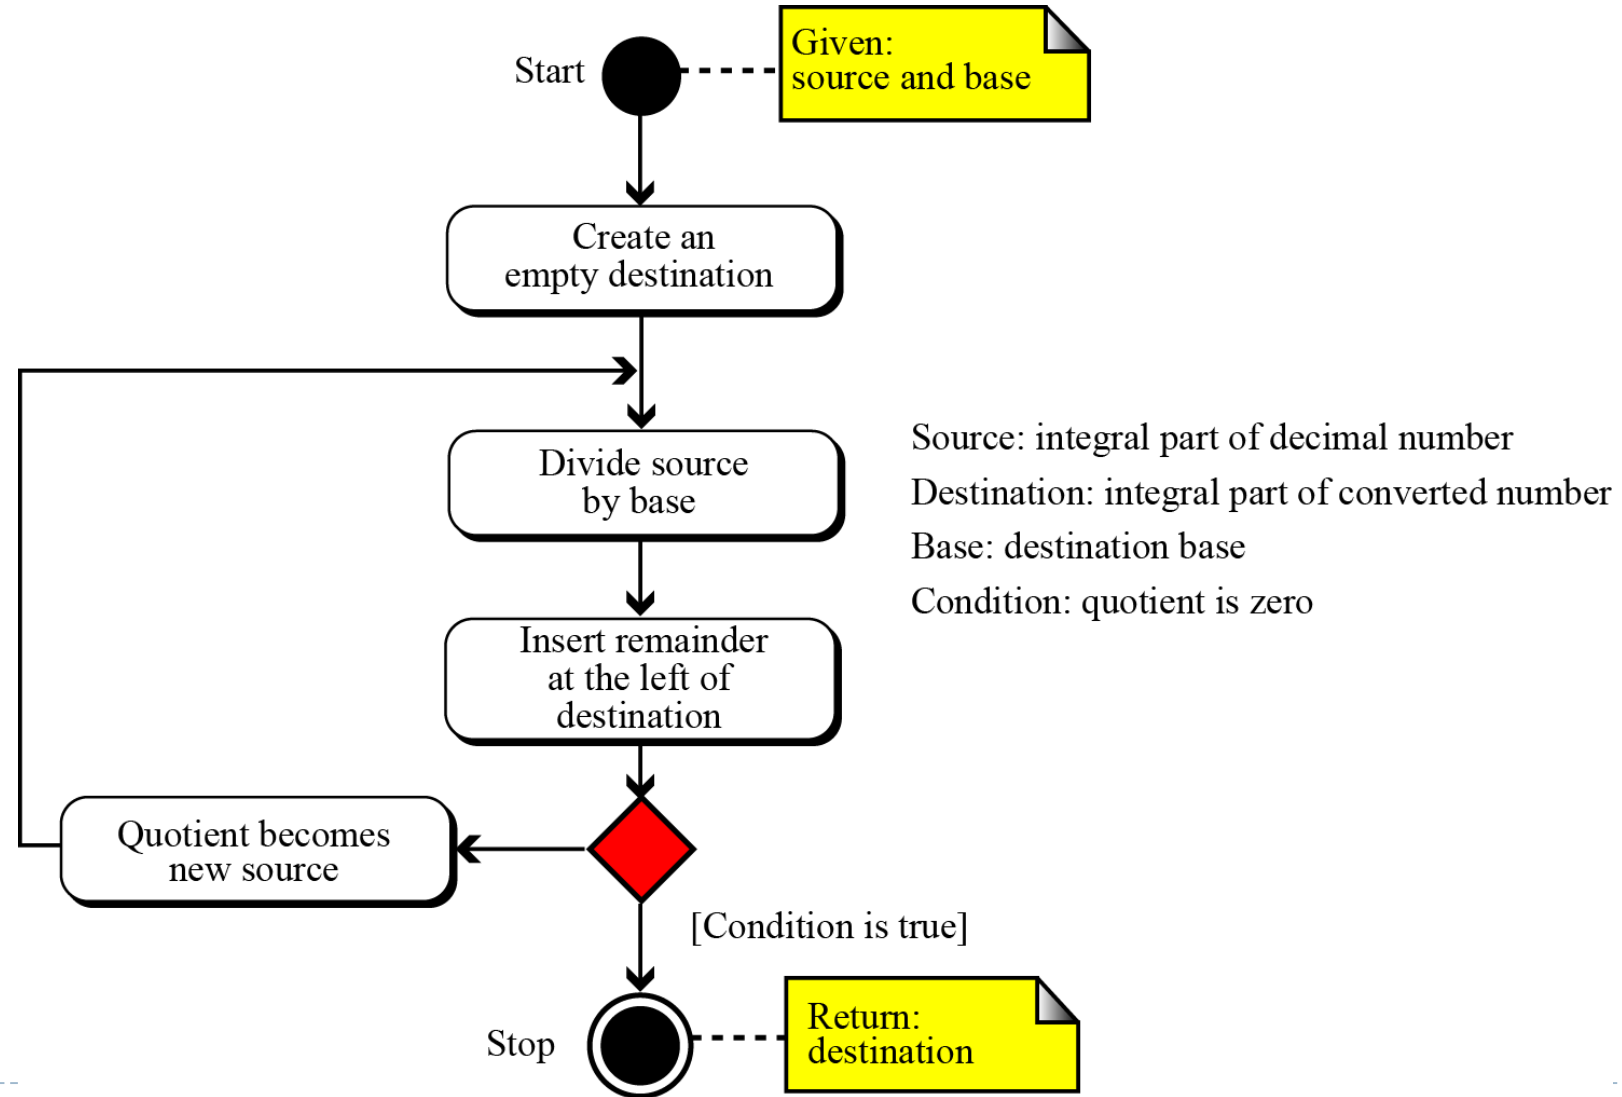 Start
Given:
source and base
Create an
empty destination
Divide source
by base
Source: integral part of decimal number
Destination: integral part of converted number
Base: destination base
Condition: quotient is zero
Insert remainder
at the left of
destination
Quotient becomes
new source
[Condition is true]
Stop
Return:
destination